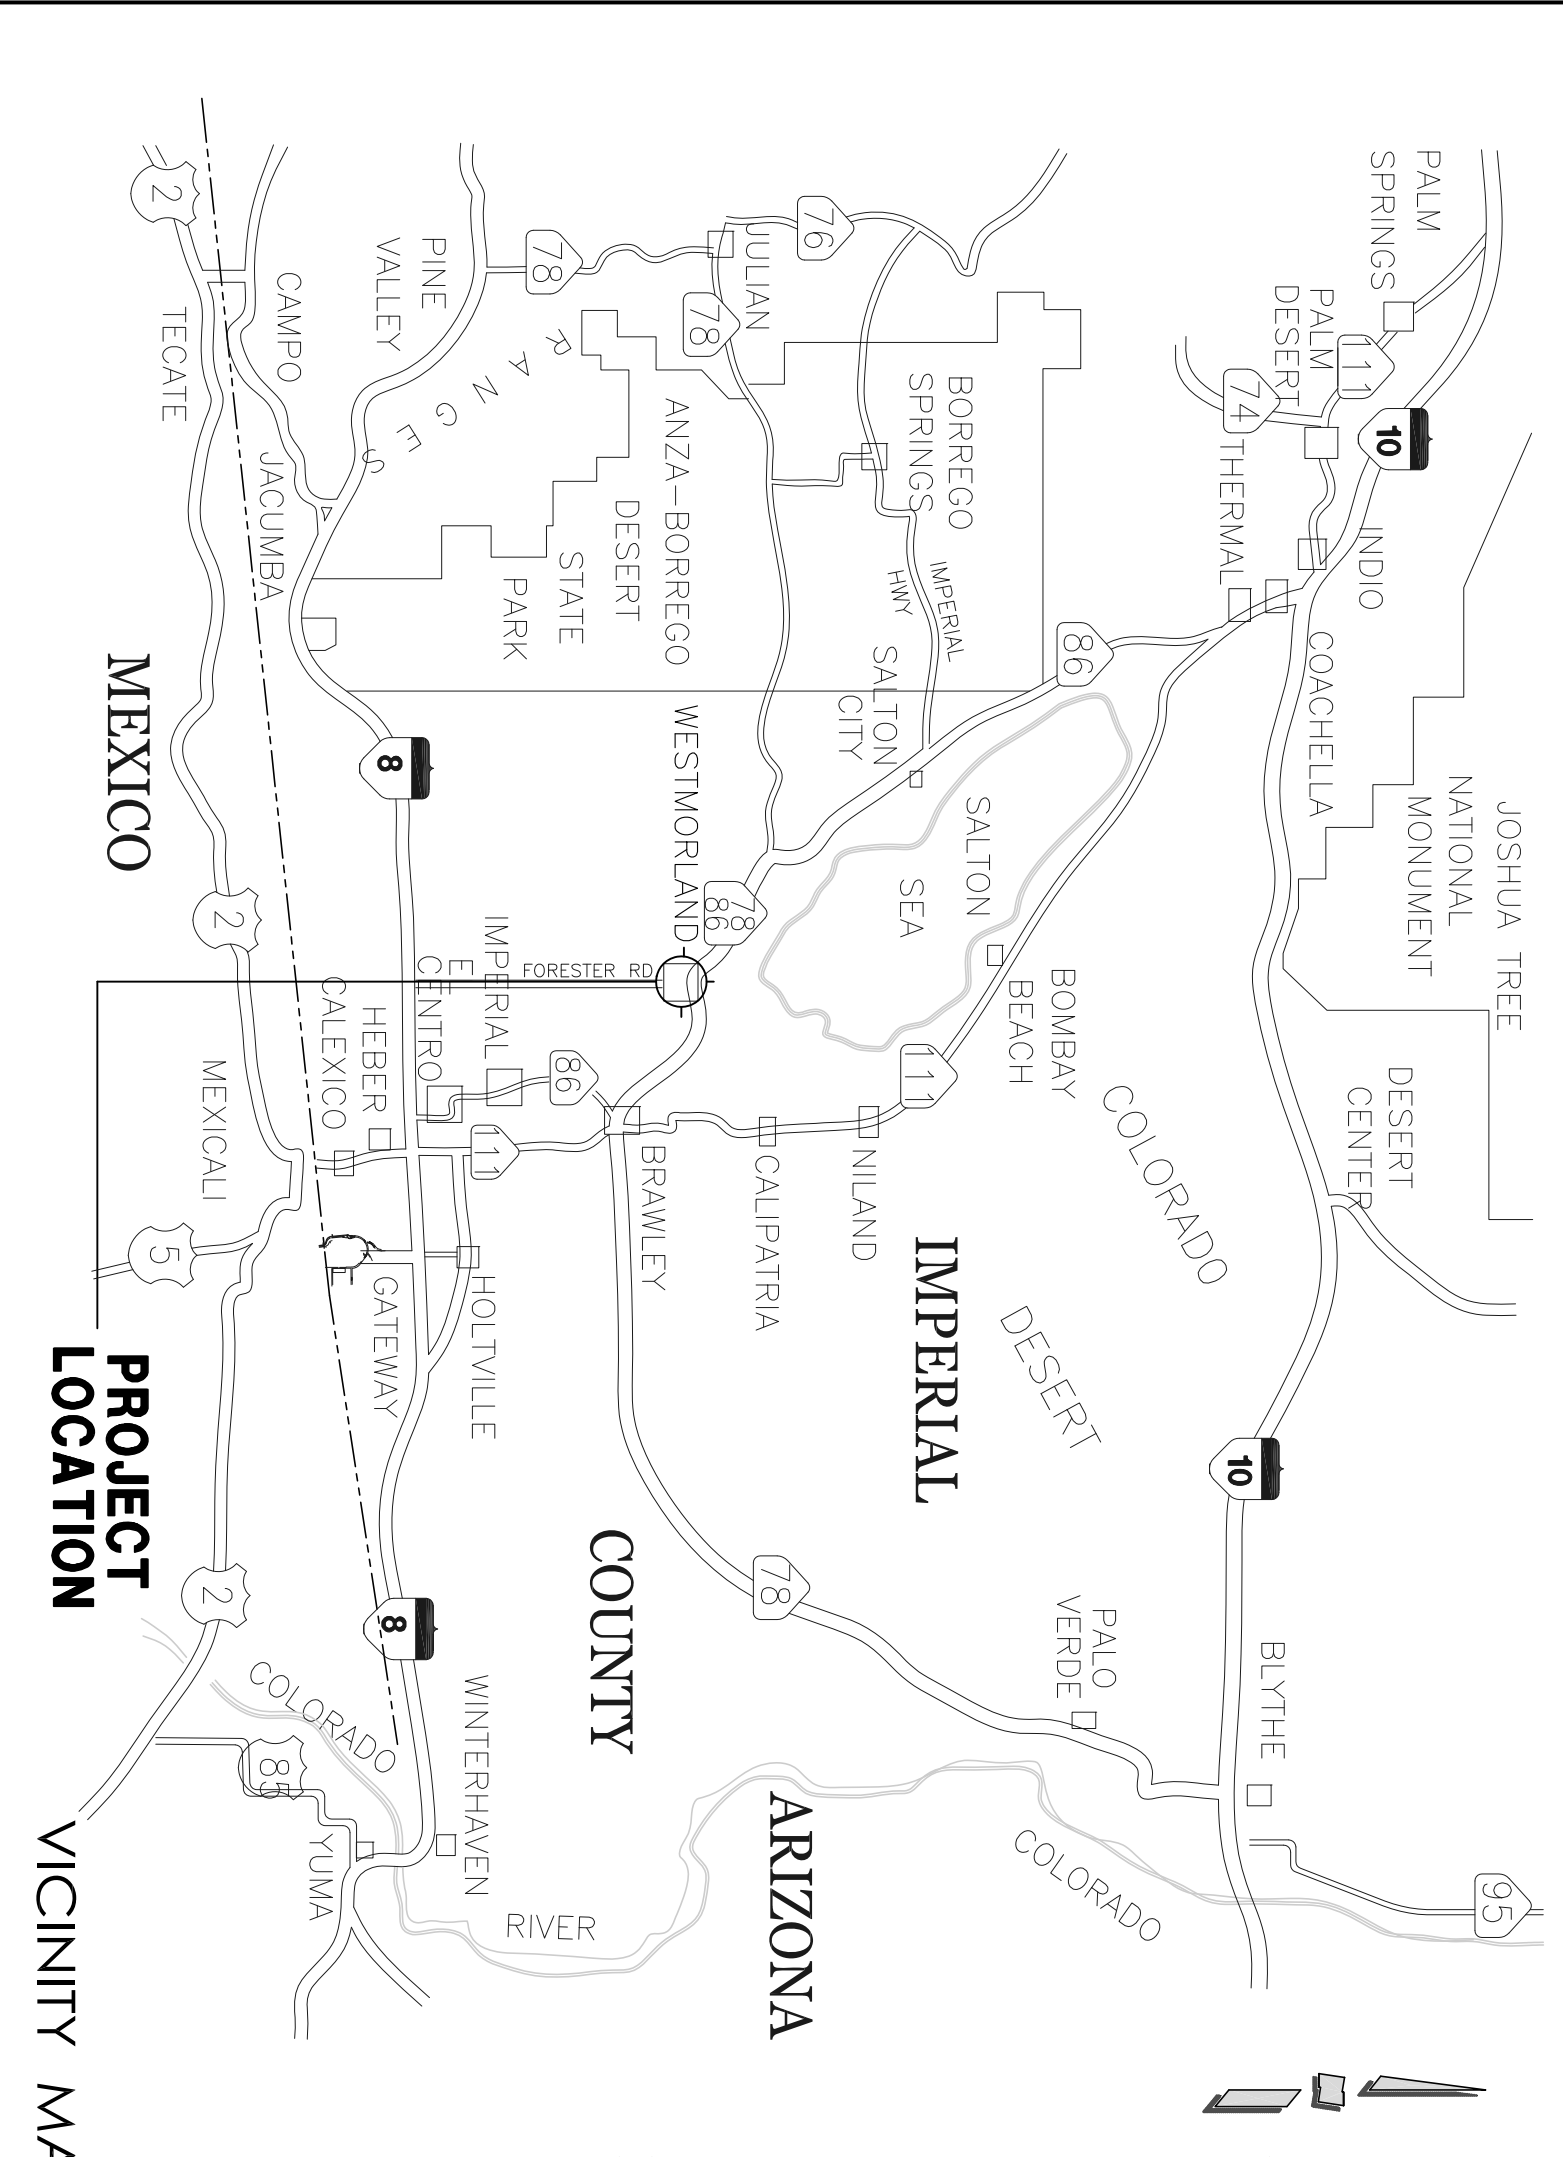 JOSHUA TREE
NATIONAL
MONUMENT
PALM
SPRINGS
111
10
PALM
DESERT
74
INDIO
THERMAL
COACHELLA
DESERT
CENTER
10
BLYTHE
95
COLORADO
DESERT
PALO
VERDE
COLORADO
86
BOMBAY
BEACH
BORREGO
SPRINGS
IMPERIAL
HWY
SALTON
CITY
SALTON
SEA
111
IMPERIAL
NILAND
76
JULIAN
78
CALIPATRIA
78
ARIZONA
ANZA-BORREGO
DESERT
STATE
PARK
WESTMORLAND
78
86
BRAWLEY
COUNTY
78
RANGES
FORESTER RD
86
IMPERIAL
111
HOLTVILLE
WINTERHAVEN
RIVER
PINE
VALLEY
8
E
CENTRO
HEBER
CALEXICO
GATEWAY
8
CAMPO
JACUMBA
COLORADO
YUMA
85
2
TECATE
2
MEXICALI
2
MEXICO
5
PROJECT
LOCATION
VICINITY MA